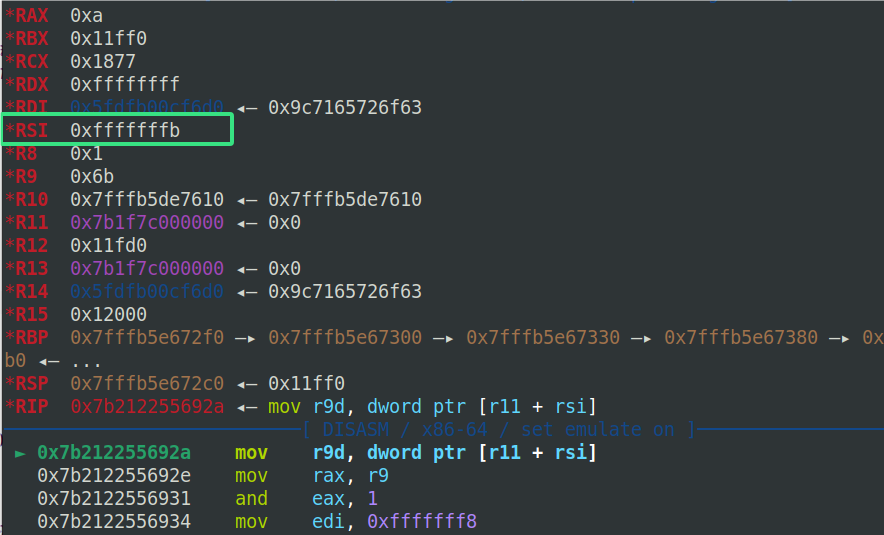 *RAX 0xa
*RBX 0x11ff0
*RCX 0x1877
*RDX 0xffffffff
*RDI 0x5fdfb00cf6d0 ◂— 0x9c7165726f63
*RSI 0xfffffffb
*R8 0x1
*R9 0x6b
*R10 0x7fffb5de7610 ◂— 0x7fffb5de7610
*R11 0x7b1f7c000000 ◂— 0x0
*R12 0x11fd0
*R13 0x7b1f7c000000 ◂— 0x0
*R14 0x5fdfb00cf6d0 ◂— 0x9c7165726f63
*R15 0x12000
*RBP 0x7fffb5e672f0 —▸ 0x7fffb5e67300 —▸ 0x7fffb5e67330 —▸ 0x7fffb5e67380 —▸ 0x
b0 ◂— ...
*RSP 0x7fffb5e672c0 ◂— 0x11ff0
*RIP 0x7b212255692a ◂— mov r9d, dword ptr [r11 + rsi]
[ DISASM / x86-64 / set emulate on ]
► 0x7b212255692a mov r9d, dword ptr [r11 + rsi]
0x7b212255692e mov rax, r9
0x7b2122556931 and eax, 1
0x7b2122556934 mov edi, 0xfffffff8